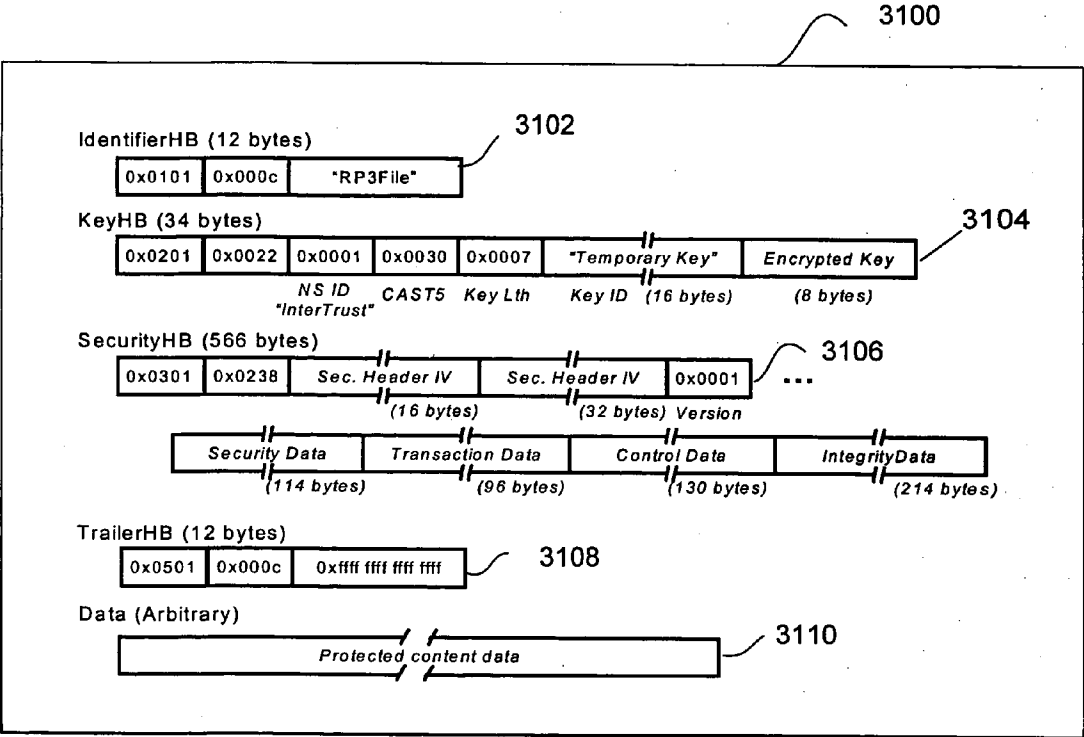 3100
IdentifierHB (12 bytes)
3102
0x0101 0x000c "RP3File"
KeyHB (34 bytes)
3104
0x0201 0x0022 0x0001 0x0030 0x0007 "Temporary Key" Encrypted Key
NS ID "InterTrust" CAST5 Key Lth Key ID (16 bytes) (8 bytes)
SecurityHB (566 bytes)
3106
0x0301 0x0238 Sec. Header IV Sec. Header IV 0x0001 ...
(16 bytes) (32 bytes) Version
Security Data Transaction Data Control Data IntegrityData
(114 bytes) (96 bytes) (130 bytes) (214 bytes)
TrailerHB (12 bytes)
0x0501 0x000c 0xffff ffff ffff ffff
3108
Data (Arbitrary)
3110
Protected content data